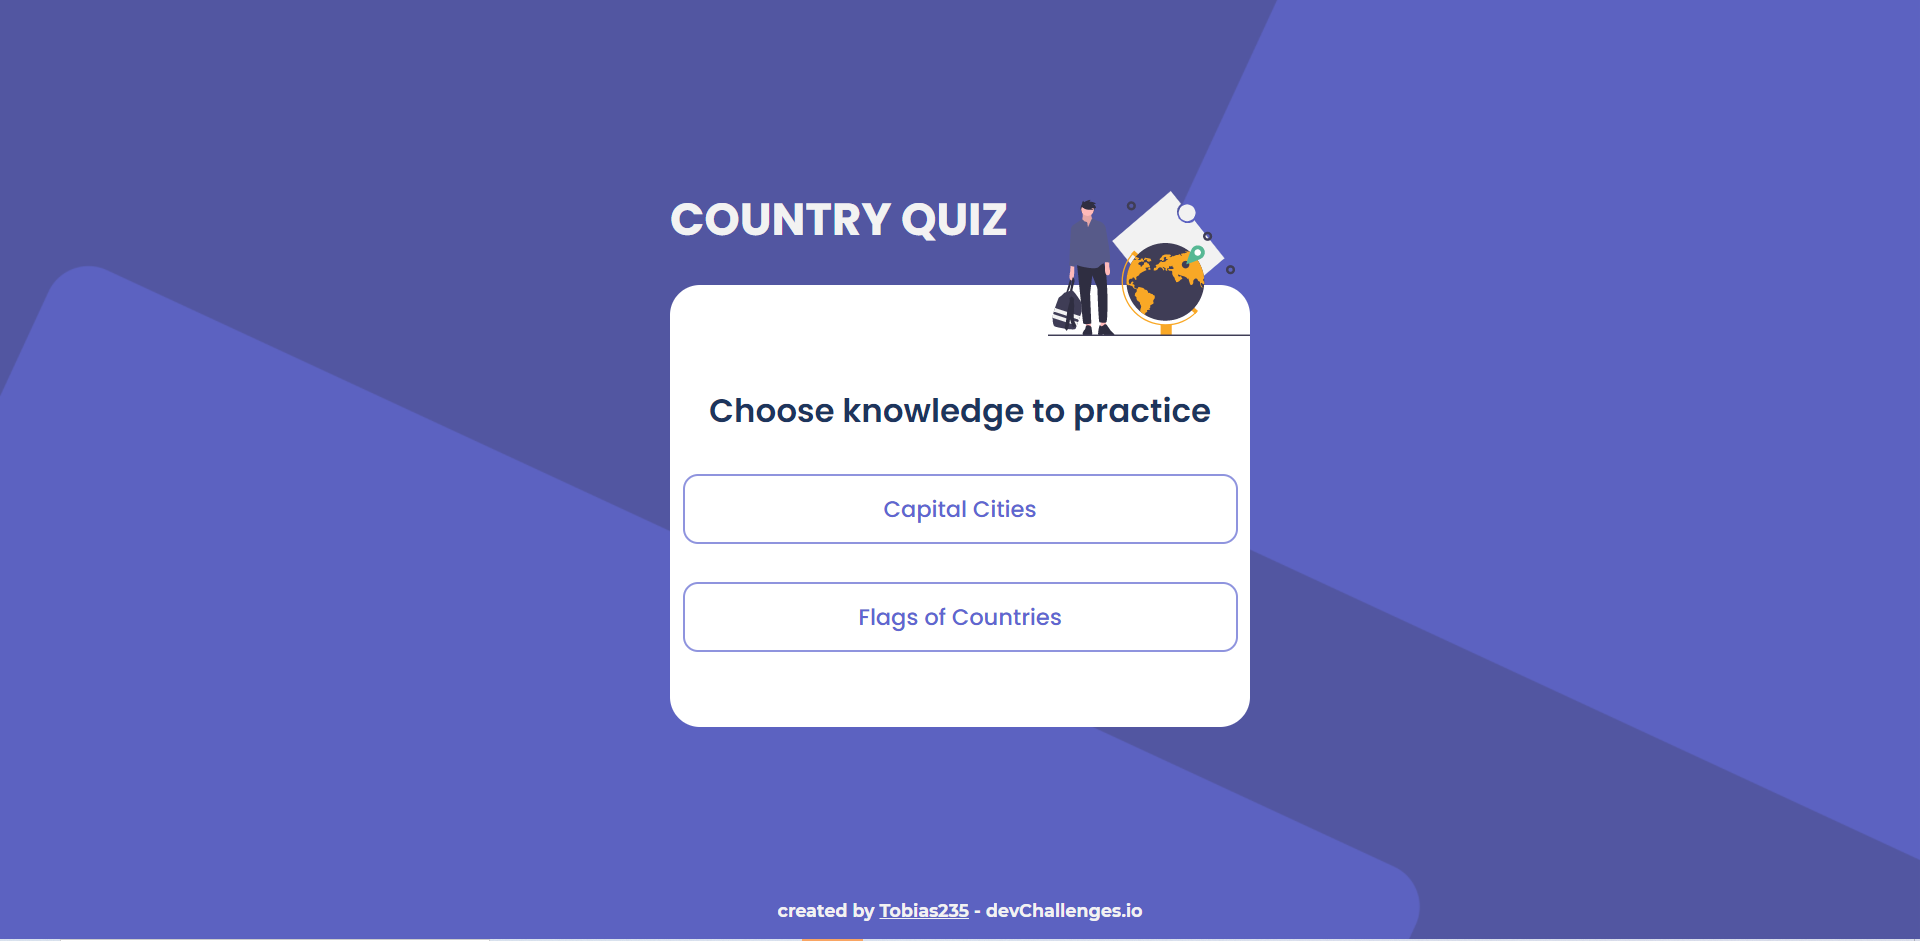 COUNTRY QUIZ
Choose knowledge to practice
Capital Cities
Flags of Countries
created by Tobias235 - devChallenges.io